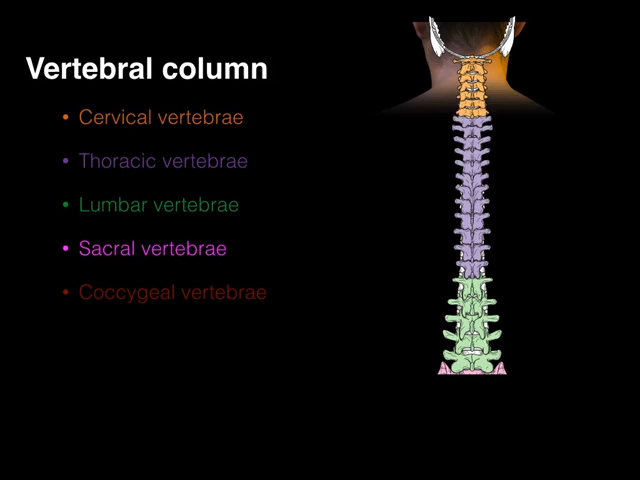 Vertebral column
• Cervical vertebrae
• Thoracic vertebrae
• Lumbar vertebrae
• Sacral vertebrae
• Coccygeal vertebrae